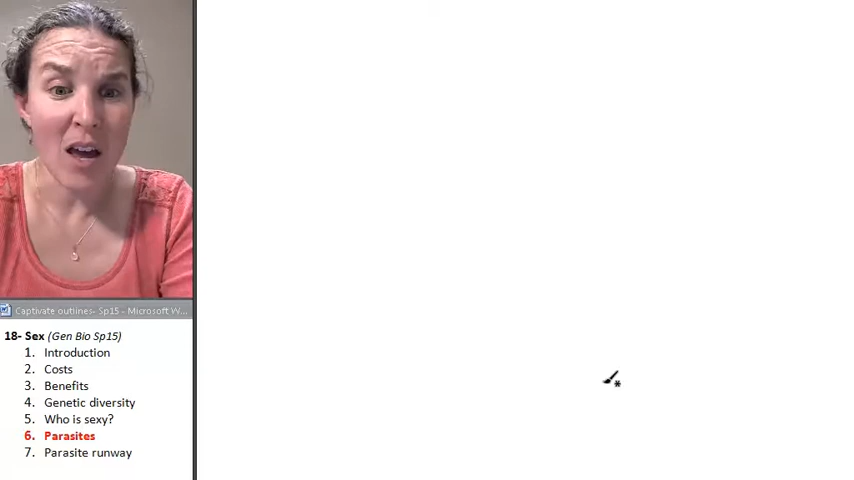 Captivate outlines- Sp15 - Microsoft W...
18- Sex (Gen Bio Sp15)
1. Introduction
2. Costs
3. Benefits
4. Genetic diversity
5. Who is sexy?
6. Parasites
7. Parasite runway